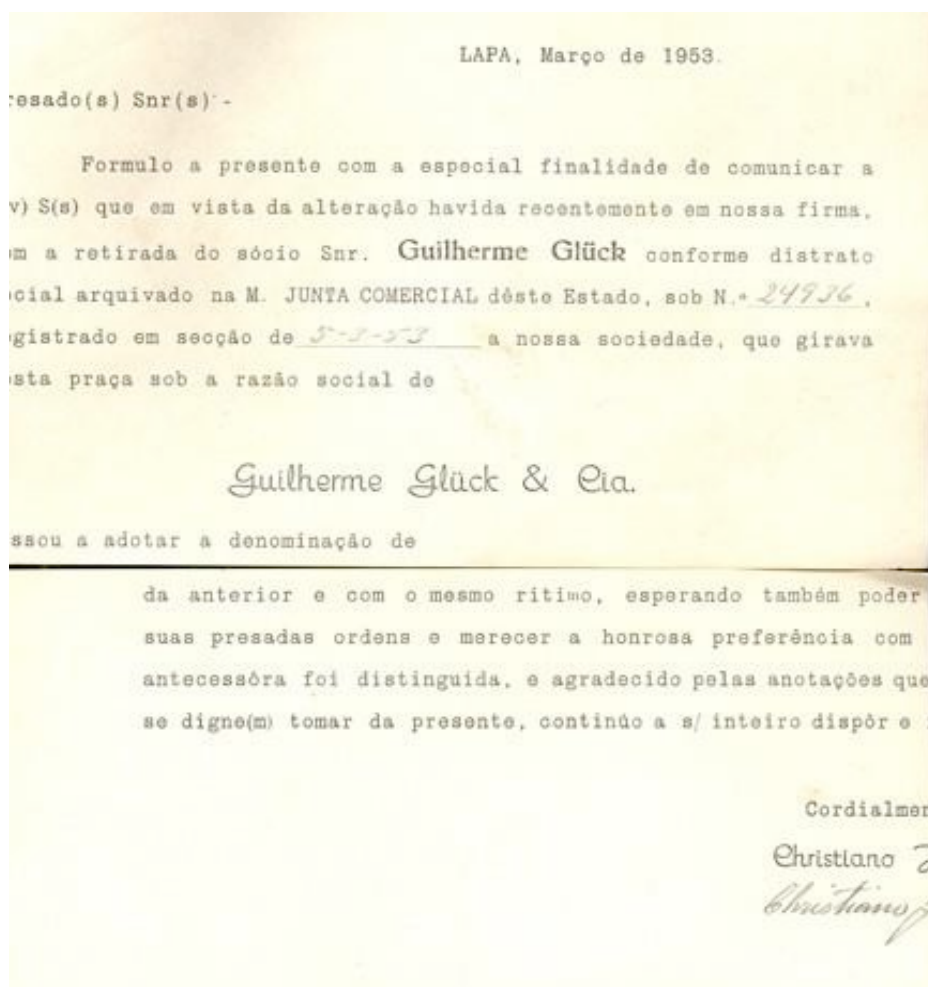 LAPA, Março de 1953.
resado(s) Snr(s) -
Formulo a presente com a especial finalidade de comunicar a
v) S(s) que em vista da alteração havida recentemente em nossa firma,
m a retirada do sócio Snr. Guilherme Glück conforme distrato
cial arquivado na M. JUNTA COMERCIAL dêste Estado, sob N.º 24936,
gistrado em secção de 5-3-53 a nossa sociedade, que girava
sta praça sob a razão social de
Guilherme Glück & Cia.
ssou a adotar a denominação de
da anterior e com o mesmo rítimo, esperando também poder
suas presadas ordens e merecer a honrosa preferência com
antecessôra foi distinguida, e agradecido pelas anotações que
se digne(m) tomar da presente, continúo a s/ inteiro dispôr e
Cordialmen
Christiano
Christiano